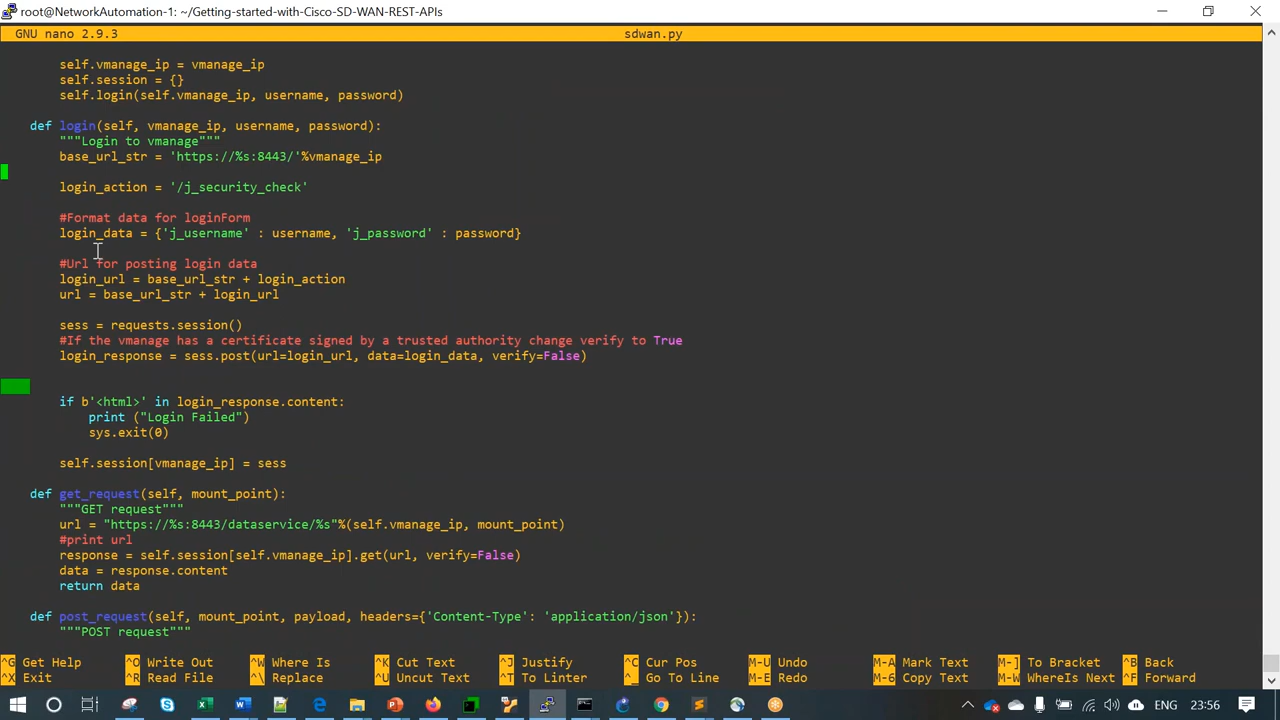 root@NetworkAutomation-1: ~/Getting-started-with-Cisco-SD-WAN-REST-APIs
GNU nano 2.9.3 sdwan.py
self.vmanage_ip = vmanage_ip
self.session = {}
self.login(self.vmanage_ip, username, password)
def login(self, vmanage_ip, username, password):
"""Login to vmanage"""
base_url_str = 'https://%s:8443/'%vmanage_ip
login_action = '/j_security_check'
#Format data for loginForm
login_data = {'j_username' : username, 'j_password' : password}
#Url for posting login data
login_url = base_url_str + login_action
url = base_url_str + login_url
sess = requests.session()
#If the vmanage has a certificate signed by a trusted authority change verify to True
login_response = sess.post(url=login_url, data=login_data, verify=False)
if b'<html>' in login_response.content:
print ("Login Failed")
sys.exit(0)
self.session[vmanage_ip] = sess
def get_request(self, mount_point):
"""GET request"""
url = "https://%s:8443/dataservice/%s"%(self.vmanage_ip, mount_point)
#print url
response = self.session[self.vmanage_ip].get(url, verify=False)
data = response.content
return data
def post_request(self, mount_point, payload, headers={'Content-Type': 'application/json'}):
"""POST request"""
^G Get Help ^O Write Out ^W Where Is ^K Cut Text ^J Justify ^C Cur Pos M-U Undo M-A Mark Text M-] To Bracket ^B Back
^X Exit ^R Read File ^\ Replace ^U Uncut Text ^T To Linter ^_ Go To Line M-E Redo M-6 Copy Text M-W WhereIs Next ^F Forward
ENG 23:56